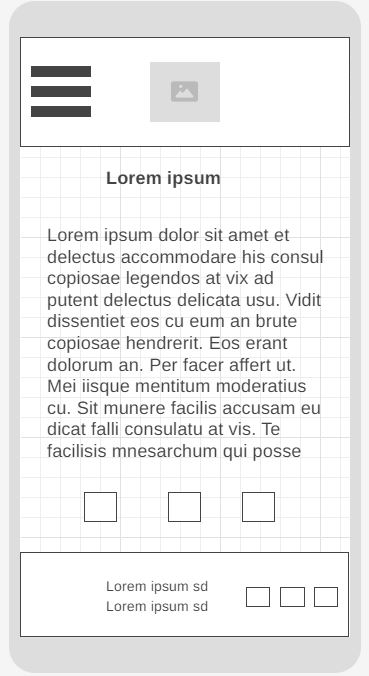 Lorem ipsum
Lorem ipsum dolor sit amet et
delectus accommodare his consul
copiosae legendos at vix ad
putent delectus delicata usu. Vidit
dissentiet eos cu eum an brute
copiosae hendrerit. Eos erant
dolorum an. Per facer affert ut.
Mei iisque mentitum moderatius
cu. Sit munere facilis accusam eu
dicat falli consulatu at vis. Te
facilisis mnesarchum qui posse
Lorem ipsum sd
Lorem ipsum sd